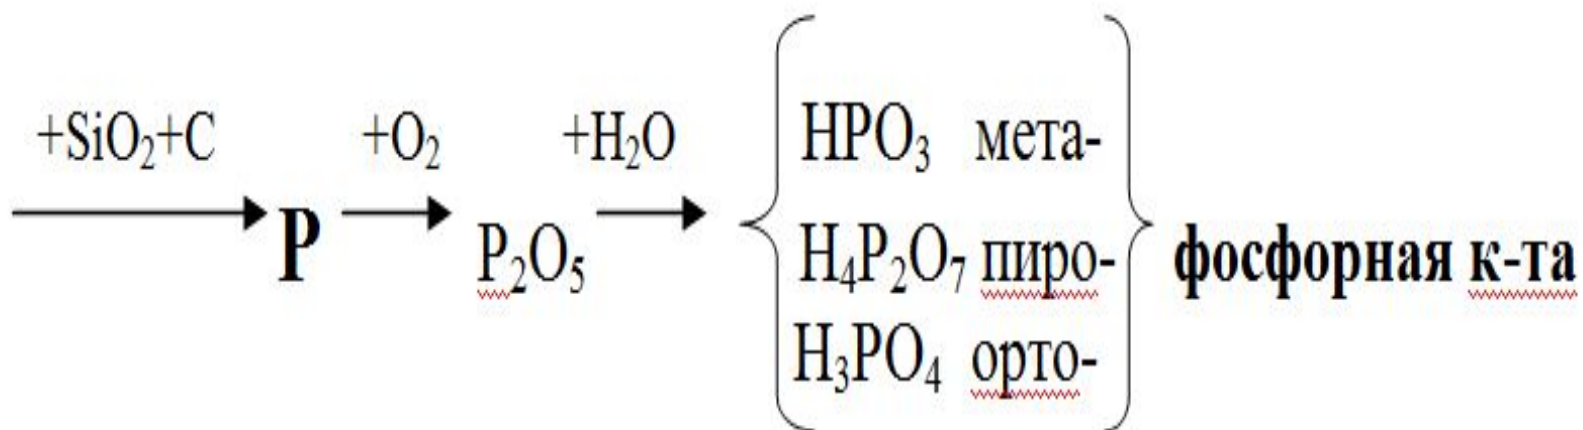 +SiO₂+C +O₂ +H₂O HPO₃ мета-
P P₂O₅ H₄P₂O₇ пиро- фосфорная к-та
H₃PO₄ орто-